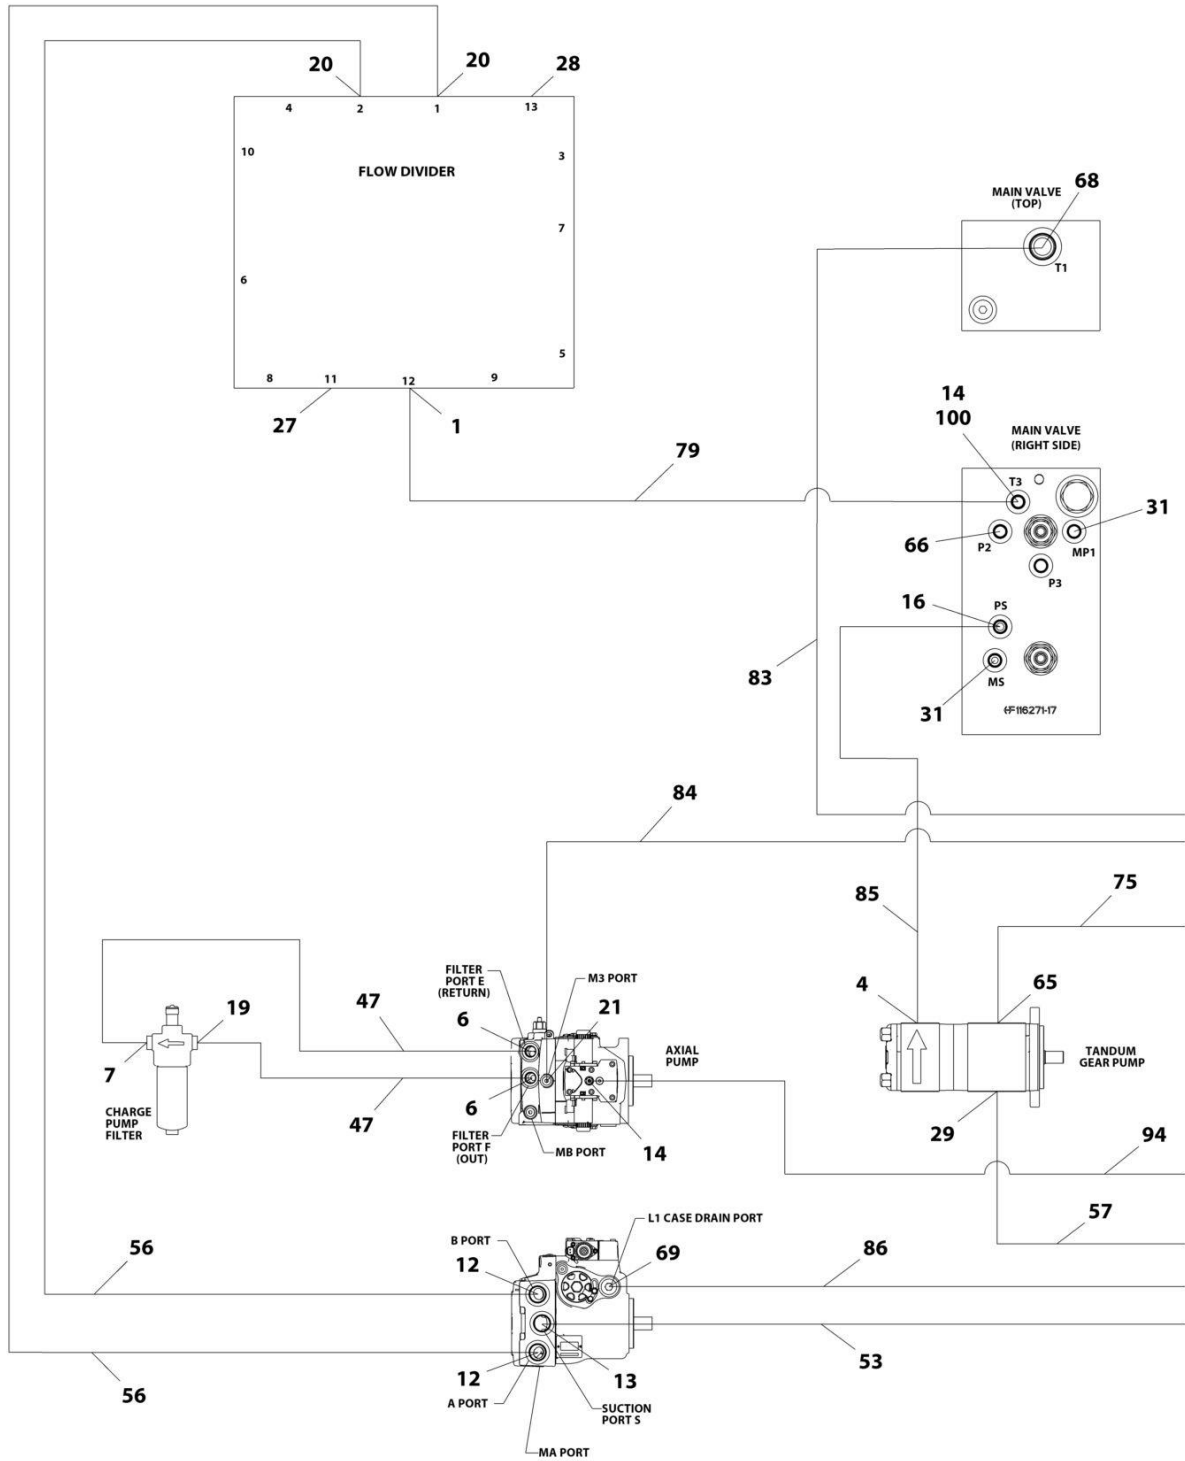 20
20
28
4
2
1
13
10
3
FLOW DIVIDER
7
6
5
8
11
12
9
27
1
79
MAIN VALVE
(TOP)
68
T1
14
100
MAIN VALVE
(RIGHT SIDE)
T3
31
66
P2
MP1
P3
16
PS
83
MS
31
HF116271-17
84
85
75
FILTER
PORT E
(RETURN)
M3 PORT
47
6
21
4
65
19
7
AXIAL
PUMP
TANDUM
GEAR PUMP
CHARGE
PUMP
FILTER
47
6
FILTER
PORT F
(OUT)
MB PORT
14
29
94
57
L1 CASE DRAIN PORT
B PORT
56
12
69
86
53
56
12
13
A PORT
SUCTION
PORT S
MA PORT